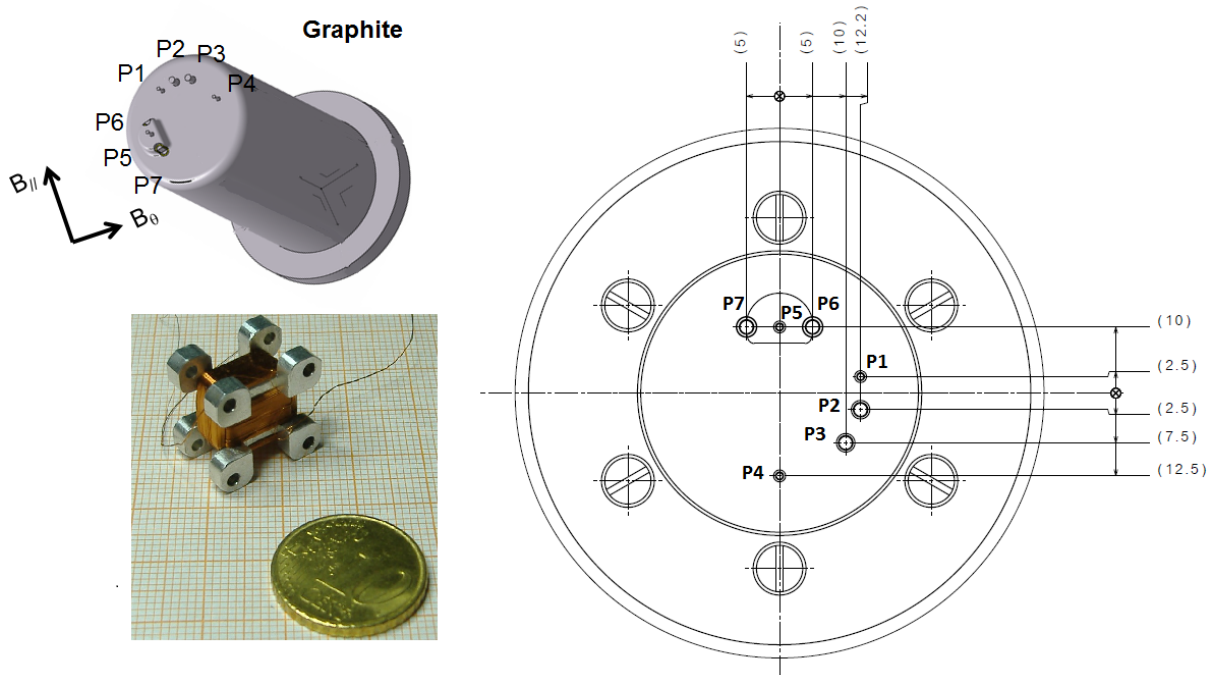 Graphite
P2
P3
P1
P4
P6
P5
P7
B||
Bθ
(5)
(5)
(10)
(12.2)
P7
P5
P6
P1
P2
P3
P4
(10)
(2.5)
(2.5)
(7.5)
(12.5)